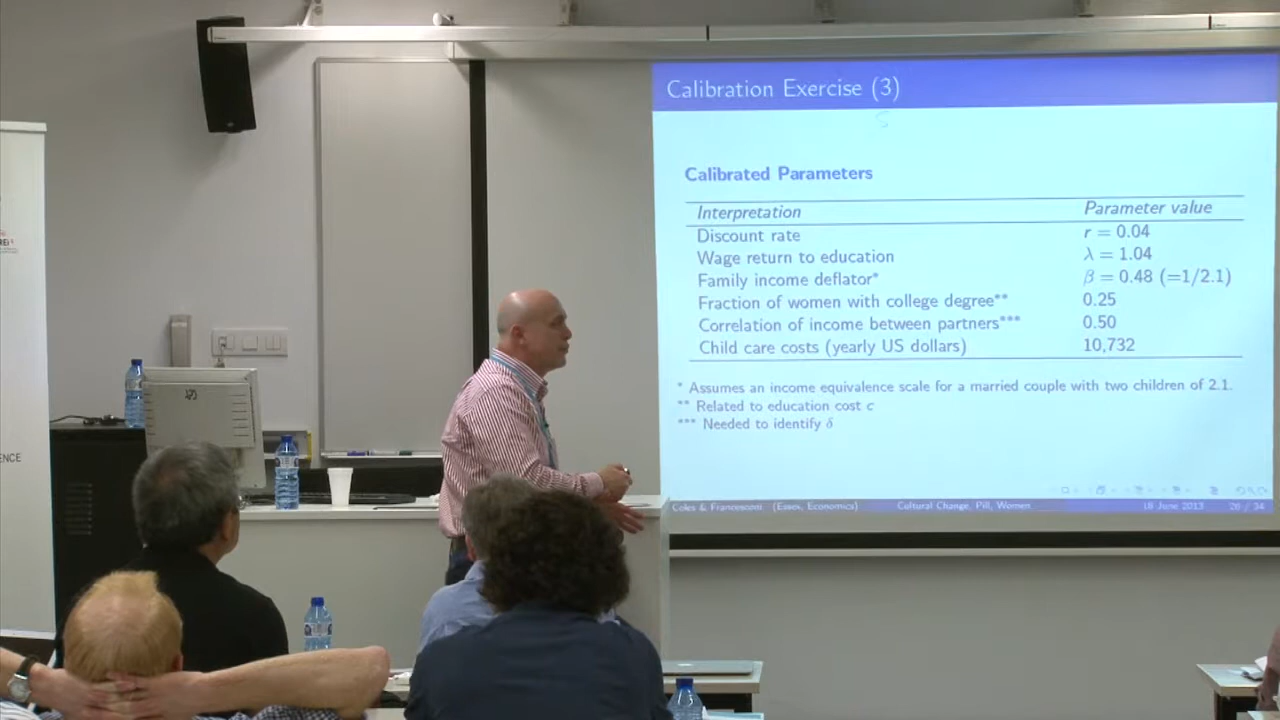 Calibration Exercise (3)
Calibrated Parameters
Interpretation Parameter value
Discount rate r = 0.04
Wage return to education λ = 1.04
Family income deflator* β = 0.48 (=1/2.1)
Fraction of women with college degree** 0.25
Correlation of income between partners*** 0.50
Child care costs (yearly US dollars) 10,732
* Assumes an income equivalence scale for a married couple with two children of 2.1.
** Related to education cost c
*** Needed to identify δ
Coles & Francesconi (Essex, Economics) Cultural Change, Pill, Women 18 June 2013 26 / 34
ENCE